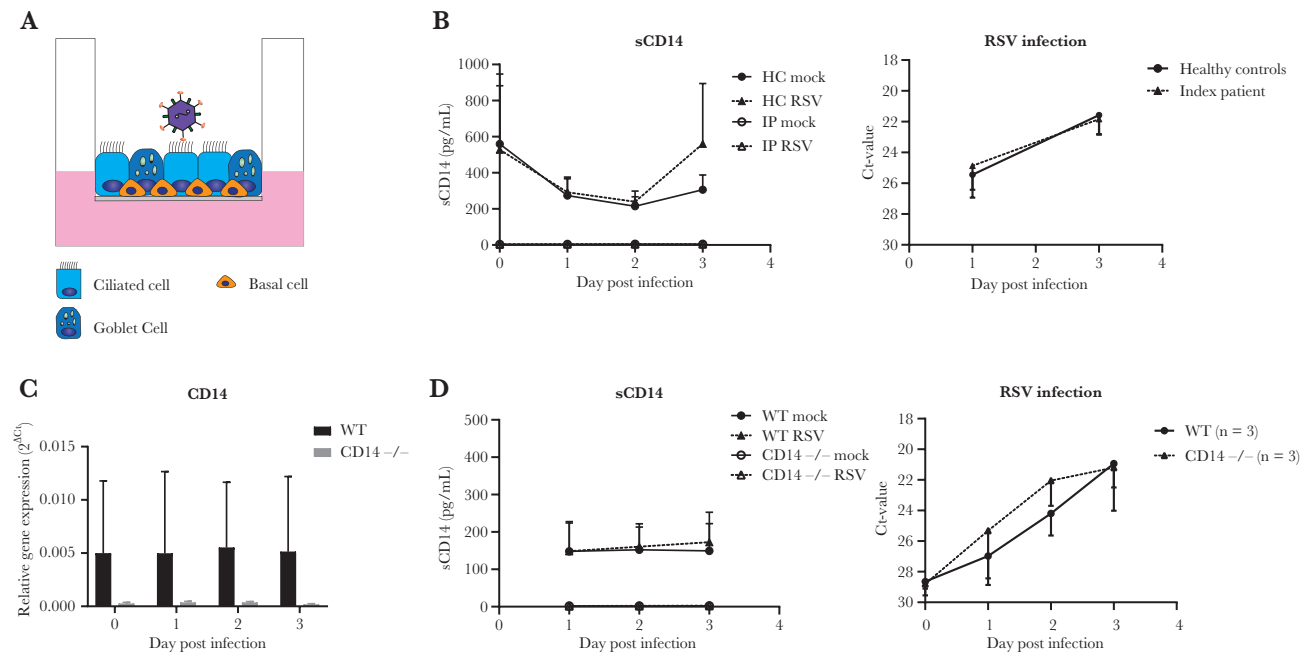 A
Ciliated cell
Basal cell
Goblet Cell
B
sCD14
sCD14 (pg/mL)
1000
800
600
400
200
0
0 1 2 3 4
Day post infection
HC mock
HC RSV
IP mock
IP RSV
RSV infection
Ct-value
18
20
22
24
26
28
30
0 1 2 3 4
Day post infection
Healthy controls
Index patient
C
CD14
Relative gene expression (2^ΔCt)
0.015
0.010
0.005
0.000
0 1 2 3
Day post infection
WT
CD14 –/–
D
sCD14
sCD14 (pg/mL)
500
400
300
200
100
0
0 1 2 3 4
Day post infection
WT mock
WT RSV
CD14 –/– mock
CD14 –/– RSV
RSV infection
Ct-value
18
20
22
24
26
28
30
0 1 2 3 4
Day post infection
WT (n = 3)
CD14 –/– (n = 3)